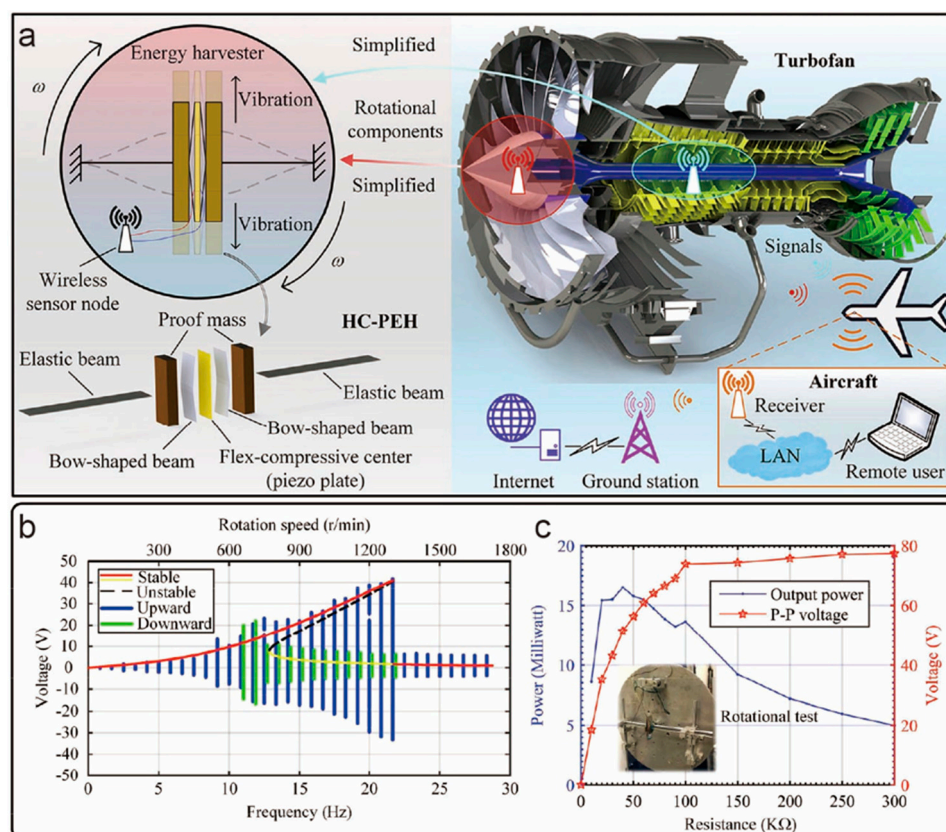 a
Energy harvester
ω
Vibration
Vibration
ω
Wireless
sensor node
Simplified
Rotational
components
Simplified
Turbofan
Signals
Proof mass
HC-PEH
Elastic beam
Elastic beam
Bow-shaped beam
Bow-shaped beam
Flex-compressive center
(piezo plate)
Internet
Ground station
Aircraft
Receiver
LAN
Remote user
b
Rotation speed (r/min)
0 300 600 900 1200 1500 1800
Stable
Unstable
Upward
Downward
Voltage (V)
50
40
30
20
10
0
-10
-20
-30
-40
-50
0 5 10 15 20 25 30
Frequency (Hz)
c
Power (Milliwatt)
20
15
10
5
0
Output power
P-P voltage
Rotational test
80
60
40
20
0
Voltage (V)
0 50 100 150 200 250 300
Resistance (KΩ)